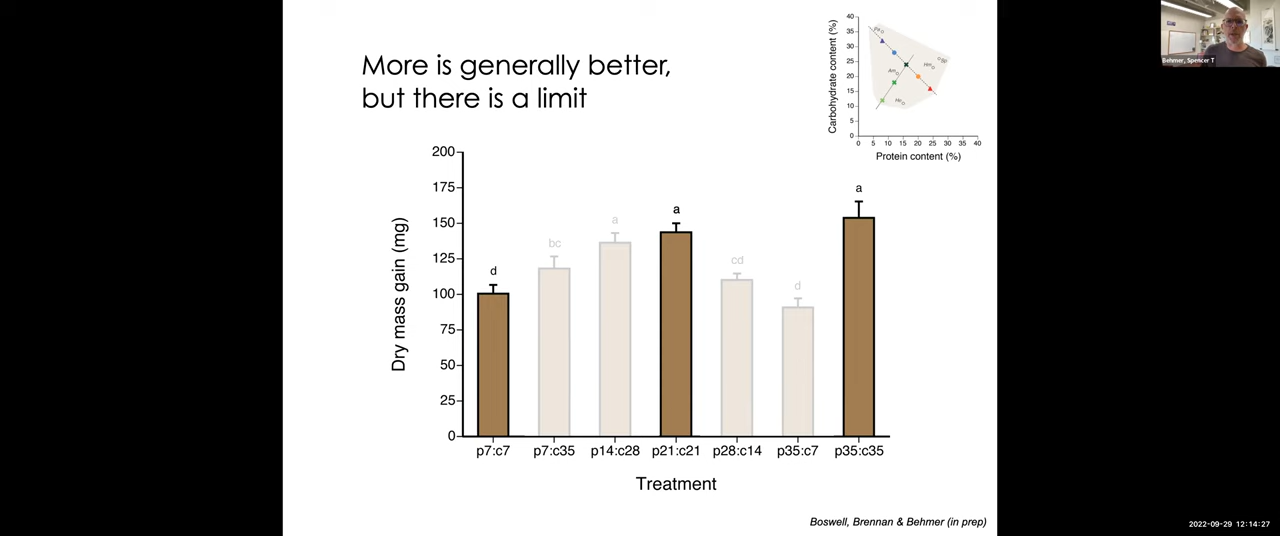 More is generally better,
but there is a limit
Carbohydrate content (%)
40
35
30
25
20
15
10
5
0
0 5 10 15 20 25 30 35 40
Protein content (%)
Behmer, Spencer T
Dry mass gain (mg)
200
175
150
125
100
75
50
25
0
d
bc
a
a
cd
d
a
p7:c7 p7:c35 p14:c28 p21:c21 p28:c14 p35:c7 p35:c35
Treatment
Boswell, Brennan & Behmer (in prep)
2022-09-29 12:14:27